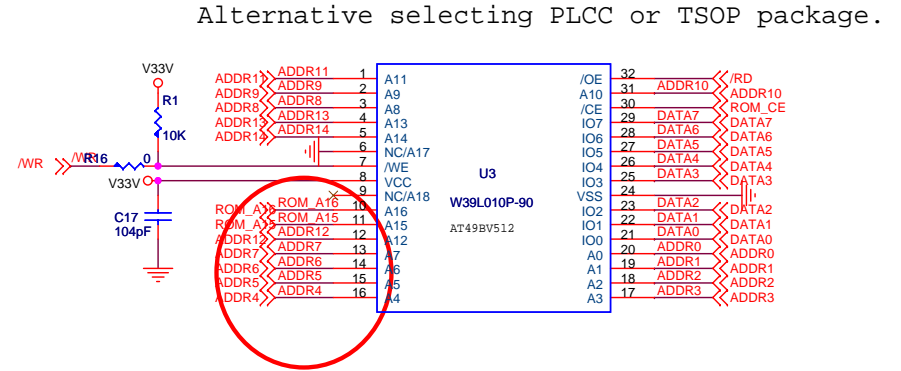 Alternative selecting PLCC or TSOP package.
V33V
R1
10K
/WR /WR R16 0
V33V
C17
104pF
ADDR11 ADDR11 1 A11 /OE 32 /RD
ADDR9 ADDR9 2 A9 A10 31 ADDR10 ADDR10
ADDR8 ADDR8 3 A8 /CE 30 ROM_CE
ADDR13 ADDR13 4 A13 IO7 29 DATA7 DATA7
ADDR14 ADDR14 5 A14 IO6 28 DATA6 DATA6
6 NC/A17 IO5 27 DATA5 DATA5
7 /WE IO4 26 DATA4 DATA4
8 VCC IO3 25 DATA3 DATA3
9 NC/A18 VSS 24
ROM_A16 ROM_A16 10 A16 IO2 23 DATA2 DATA2
ROM_A15 ROM_A15 11 A15 IO1 22 DATA1 DATA1
ADDR12 ADDR12 12 A12 IO0 21 DATA0 DATA0
ADDR7 ADDR7 13 A7 A0 20 ADDR0 ADDR0
ADDR6 ADDR6 14 A6 A1 19 ADDR1 ADDR1
ADDR5 ADDR5 15 A5 A2 18 ADDR2 ADDR2
ADDR4 ADDR4 16 A4 A3 17 ADDR3 ADDR3
U3
W39L010P-90
AT49BV512